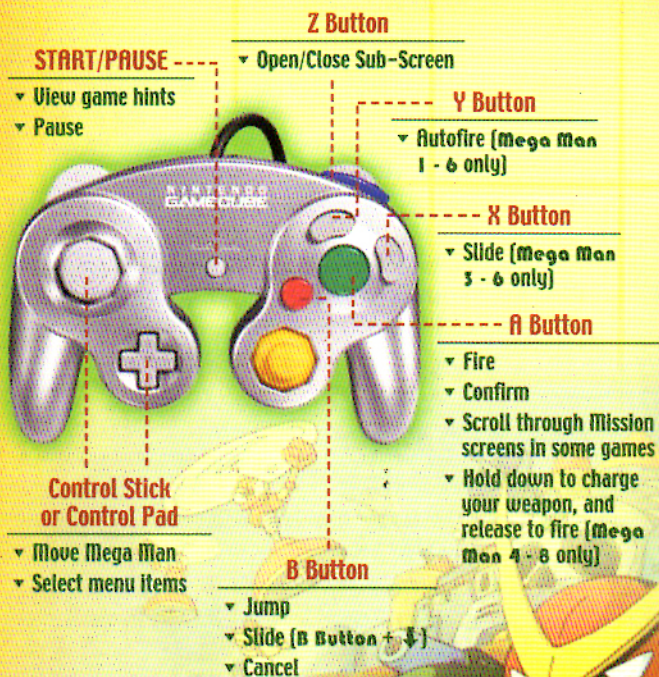 Z Button
▾ Open/Close Sub-Screen
START/PAUSE
▾ View game hints
▾ Pause
Y Button
▾ Autofire (Mega Man
1 - 6 only)
NINTENDO
GAMECUBE
X Button
▾ Slide (Mega Man
3 - 6 only)
A Button
▾ Fire
▾ Confirm
▾ Scroll through Mission
screens in some games
▾ Hold down to charge
your weapon, and
release to fire (Mega
Man 4 - 8 only)
Control Stick
or Control Pad
▾ Move Mega Man
▾ Select menu items
B Button
▾ Jump
▾ Slide (B Button + ⬇)
▾ Cancel